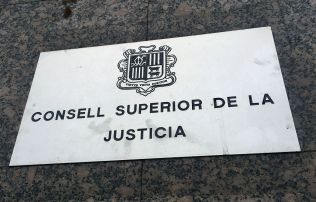 CONSELL SUPERIOR DE LA
JUSTICIA